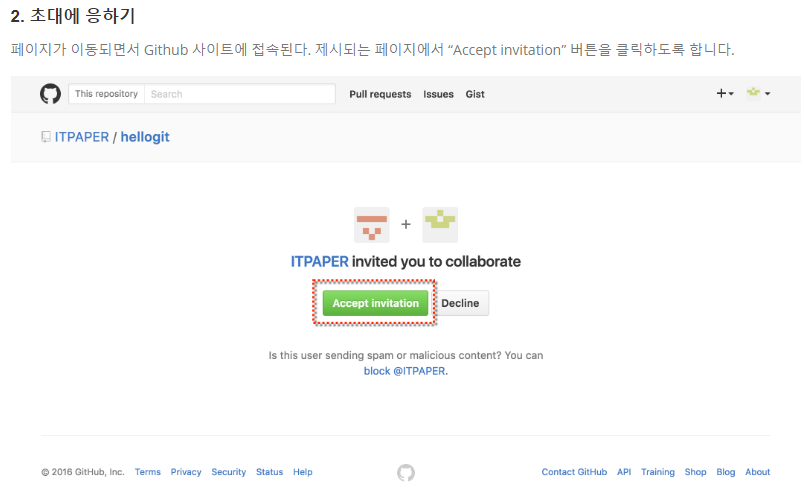 2. 초대에 응하기
페이지가 이동되면서 Github 사이트에 접속된다. 제시되는 페이지에서 “Accept invitation” 버튼을 클릭하도록 합니다.
This repository Search Pull requests Issues Gist
ITPAPER / hellogit
+
ITPAPER invited you to collaborate
Accept invitation Decline
Is this user sending spam or malicious content? You can
block @ITPAPER.
© 2016 GitHub, Inc. Terms Privacy Security Status Help Contact GitHub API Training Shop Blog About